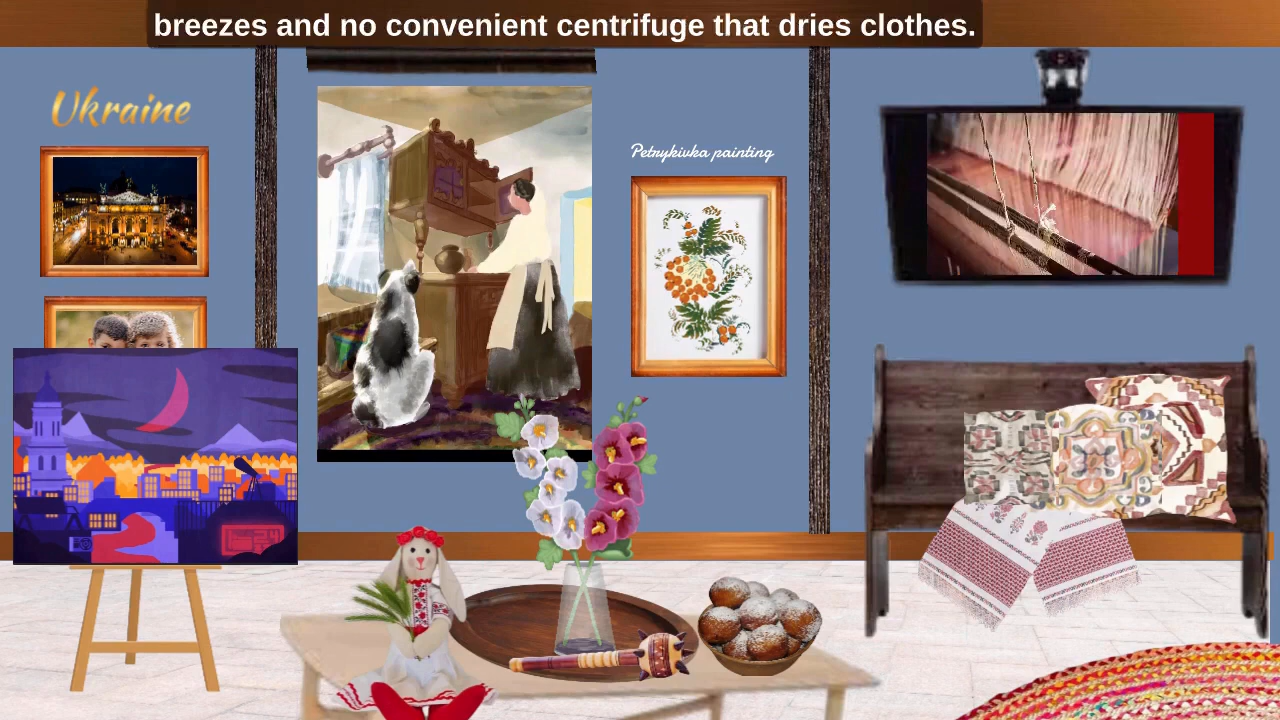 breezes and no convenient centrifuge that dries clothes.
Ukraine
Petrykivka painting